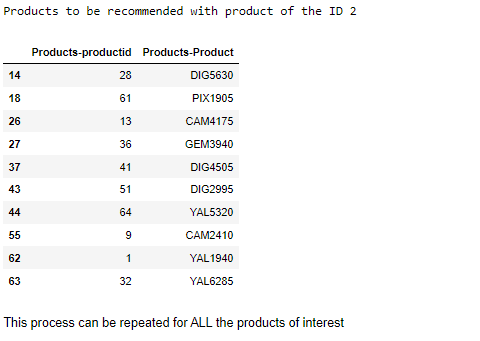 Products to be recommended with product of the ID 2
Products-productid Products-Product
14 28 DIG5630
18 61 PIX1905
26 13 CAM4175
27 36 GEM3940
37 41 DIG4505
43 51 DIG2995
44 64 YAL5320
55 9 CAM2410
62 1 YAL1940
63 32 YAL6285
This process can be repeated for ALL the products of interest